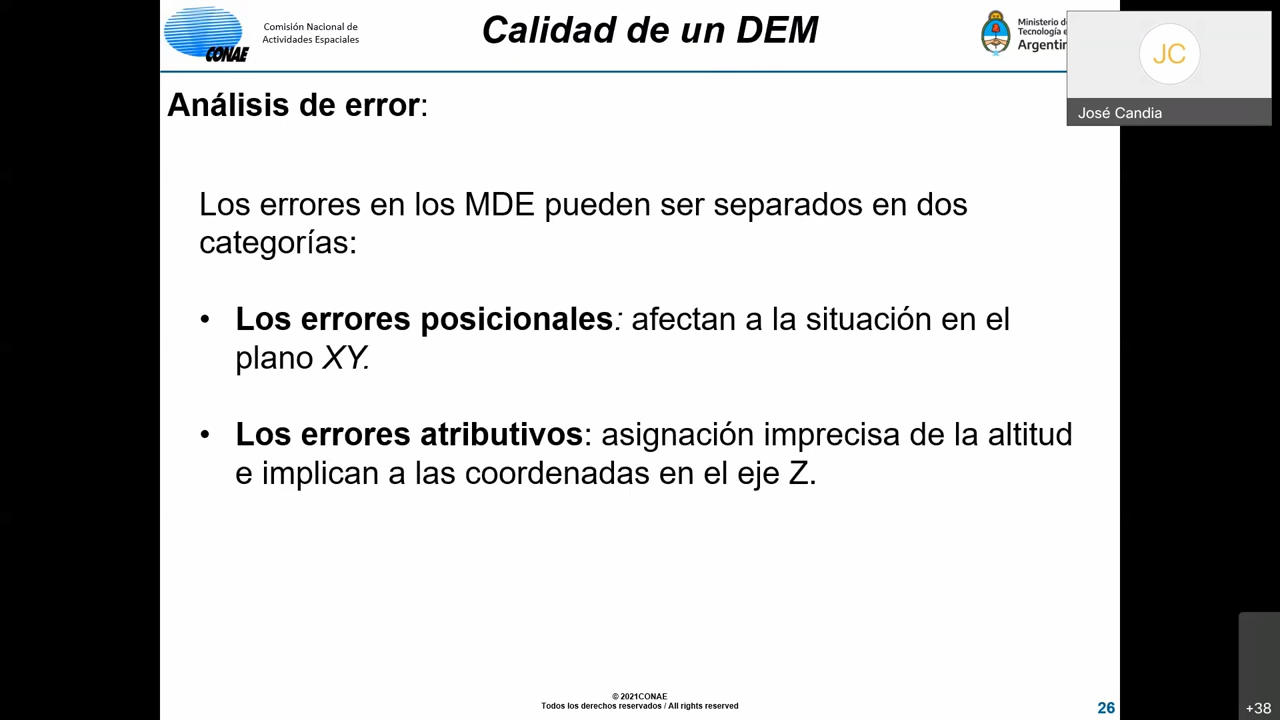 Comisión Nacional de
Actividades Espaciales
CONAE
Calidad de un DEM
Ministerio de
Tecnología e
Argentin
JC
José Candia
Análisis de error:
Los errores en los MDE pueden ser separados en dos
categorías:
• Los errores posicionales: afectan a la situación en el
plano XY.
• Los errores atributivos: asignación imprecisa de la altitud
e implican a las coordenadas en el eje Z.
© 2021CONAE
Todos los derechos reservados / All rights reserved
26
+38